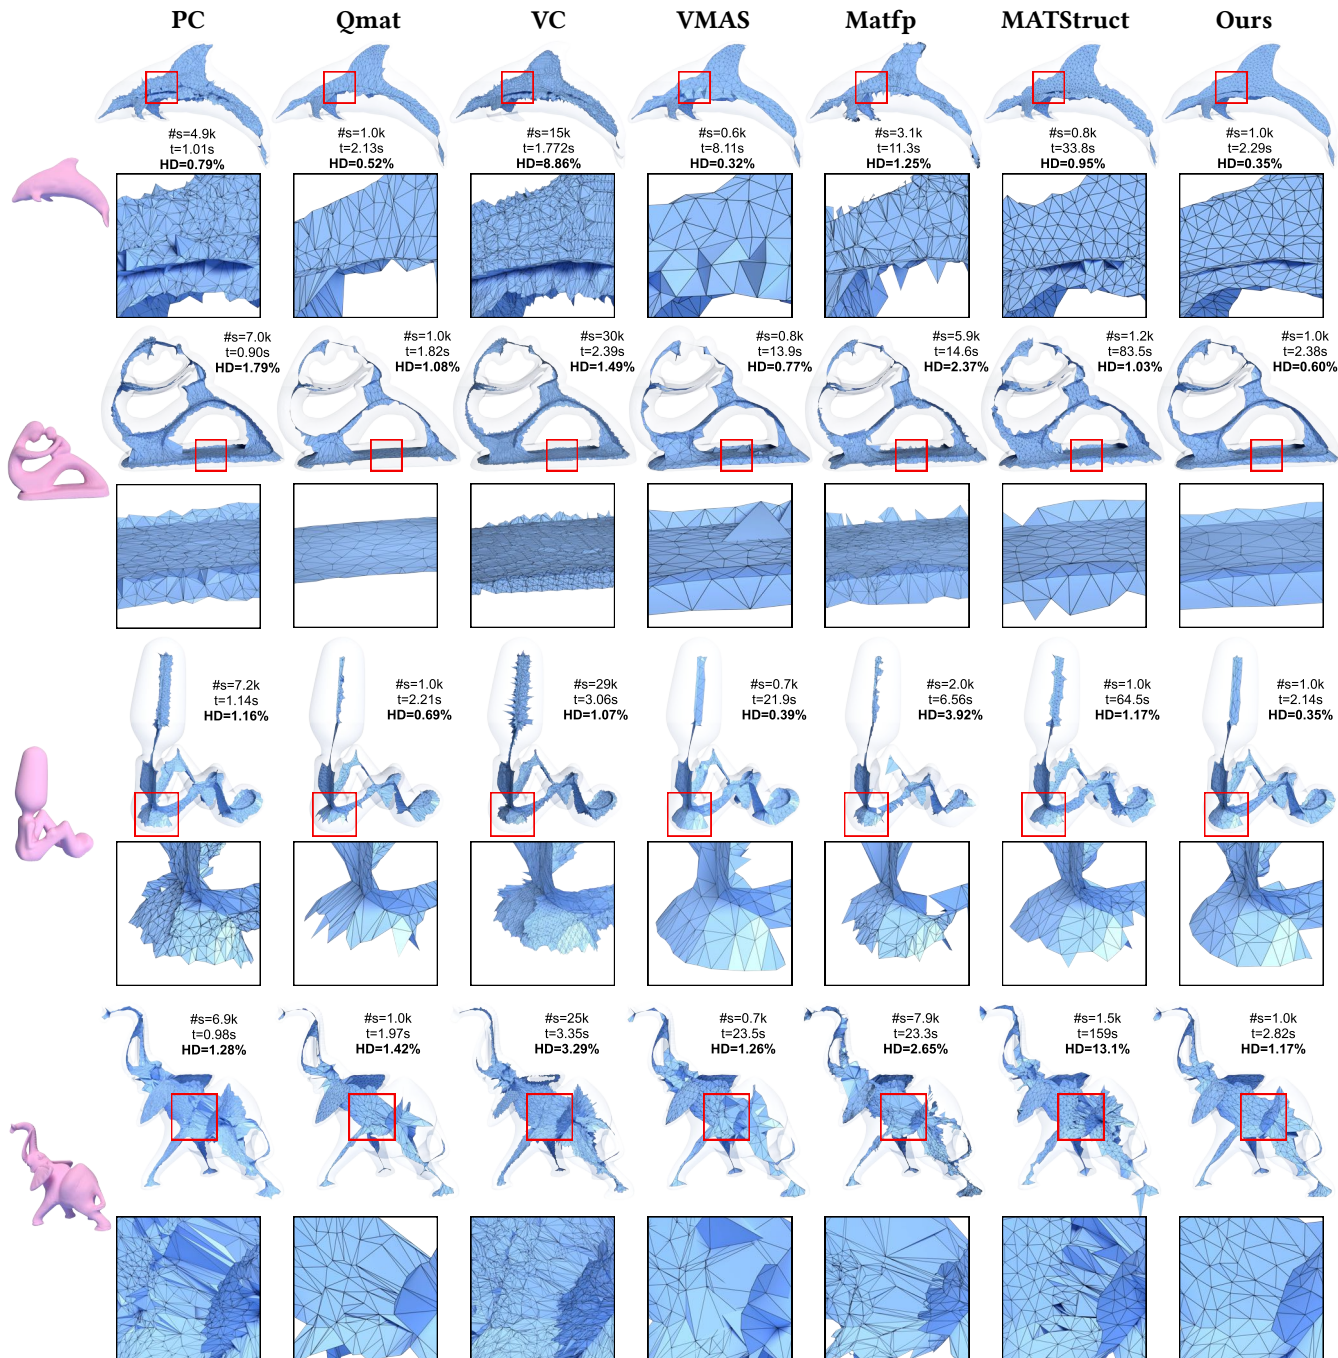 PC Qmat VC VMAS Matfp MATStruct Ours
#s=4.9k #s=1.0k #s=15k #s=0.6k #s=3.1k #s=0.8k #s=1.0k
t=1.01s t=2.13s t=1.772s t=8.11s t=11.3s t=33.8s t=2.29s
HD=0.79% HD=0.52% HD=8.86% HD=0.32% HD=1.25% HD=0.95% HD=0.35%
#s=7.0k #s=1.0k #s=30k #s=0.8k #s=5.9k #s=1.2k #s=1.0k
t=0.90s t=1.82s t=2.39s t=13.9s t=14.6s t=83.5s t=2.38s
HD=1.79% HD=1.08% HD=1.49% HD=0.77% HD=2.37% HD=1.03% HD=0.60%
#s=7.2k #s=1.0k #s=29k #s=0.7k #s=2.0k #s=1.0k #s=1.0k
t=1.14s t=2.21s t=3.06s t=21.9s t=6.56s t=64.5s t=2.14s
HD=1.16% HD=0.69% HD=1.07% HD=0.39% HD=3.92% HD=1.17% HD=0.35%
#s=6.9k #s=1.0k #s=25k #s=0.7k #s=7.9k #s=1.5k #s=1.0k
t=0.98s t=1.97s t=3.35s t=23.5s t=23.3s t=159s t=2.82s
HD=1.28% HD=1.42% HD=3.29% HD=1.26% HD=2.65% HD=13.1% HD=1.17%